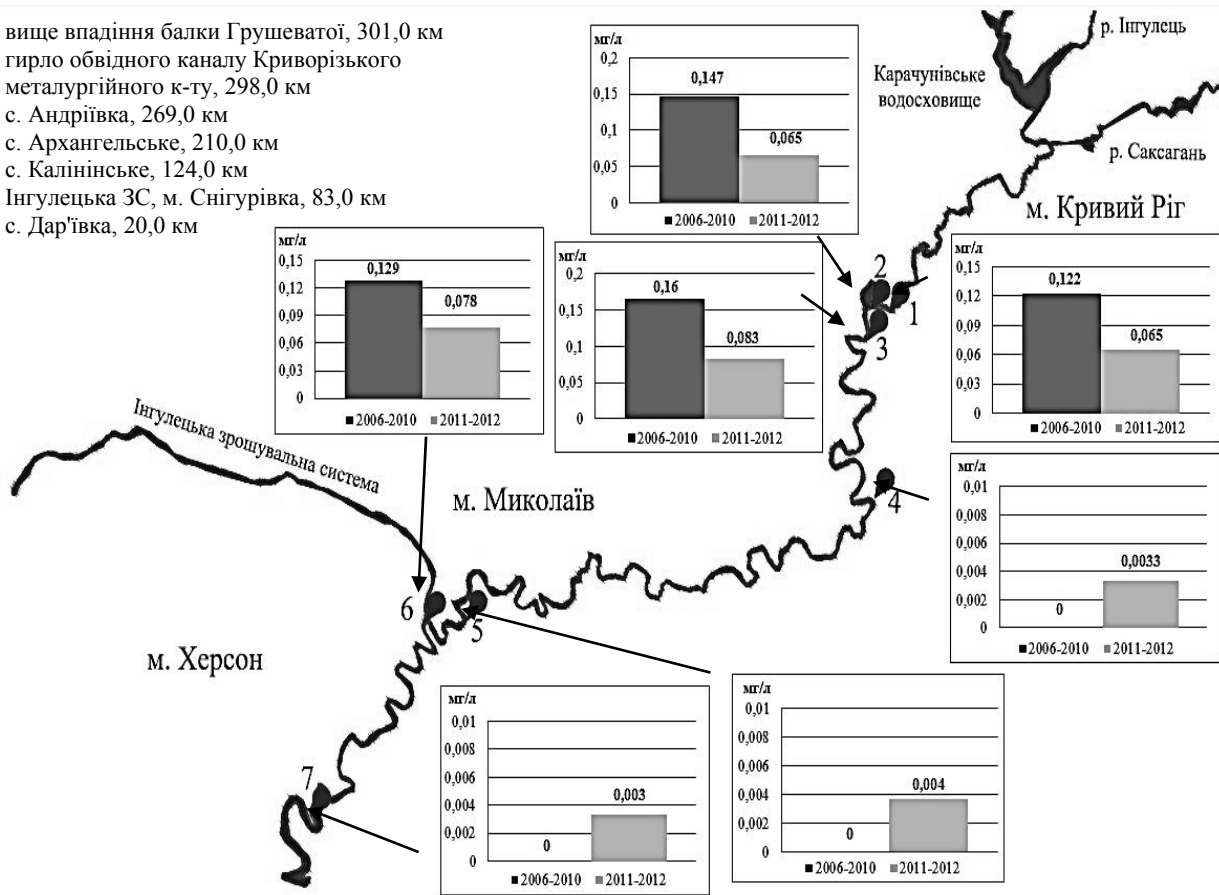 вище впадіння балки Грушеватої, 301,0 км
гирло обвідного каналу Криворізького
металургійного к-ту, 298,0 км
с. Андріївка, 269,0 км
с. Архангельське, 210,0 км
с. Калінінське, 124,0 км
Інгулецька ЗС, м. Снігурівка, 83,0 км
с. Дар'ївка, 20,0 км
р. Інгулець
Карачунівське
водосховище
р. Саксагань
м. Кривий Ріг
мг/л
0,2
0,147
0,15
0,1
0,065
0,05
0
2006-2010 2011-2012
мг/л
0,15
0,129
0,12
0,078
0,09
0,06
0,03
0
2006-2010 2011-2012
мг/л
0,2
0,16
0,15
0,1
0,083
0,05
0
2006-2010 2011-2012
мг/л
0,15
0,122
0,12
0,09
0,065
0,06
0,03
0
2006-2010 2011-2012
2
1
3
Інгулецька зрошувальна система
м. Миколаїв
4
мг/л
0,01
0,008
0,006
0,0033
0,004
0,002
0
0
2006-2010 2011-2012
6
5
м. Херсон
7
мг/л
0,01
0,008
0,006
0,003
0,004
0,002
0
0
2006-2010 2011-2012
мг/л
0,01
0,008
0,006
0,004
0,004
0,002
0
0
2006-2010 2011-2012